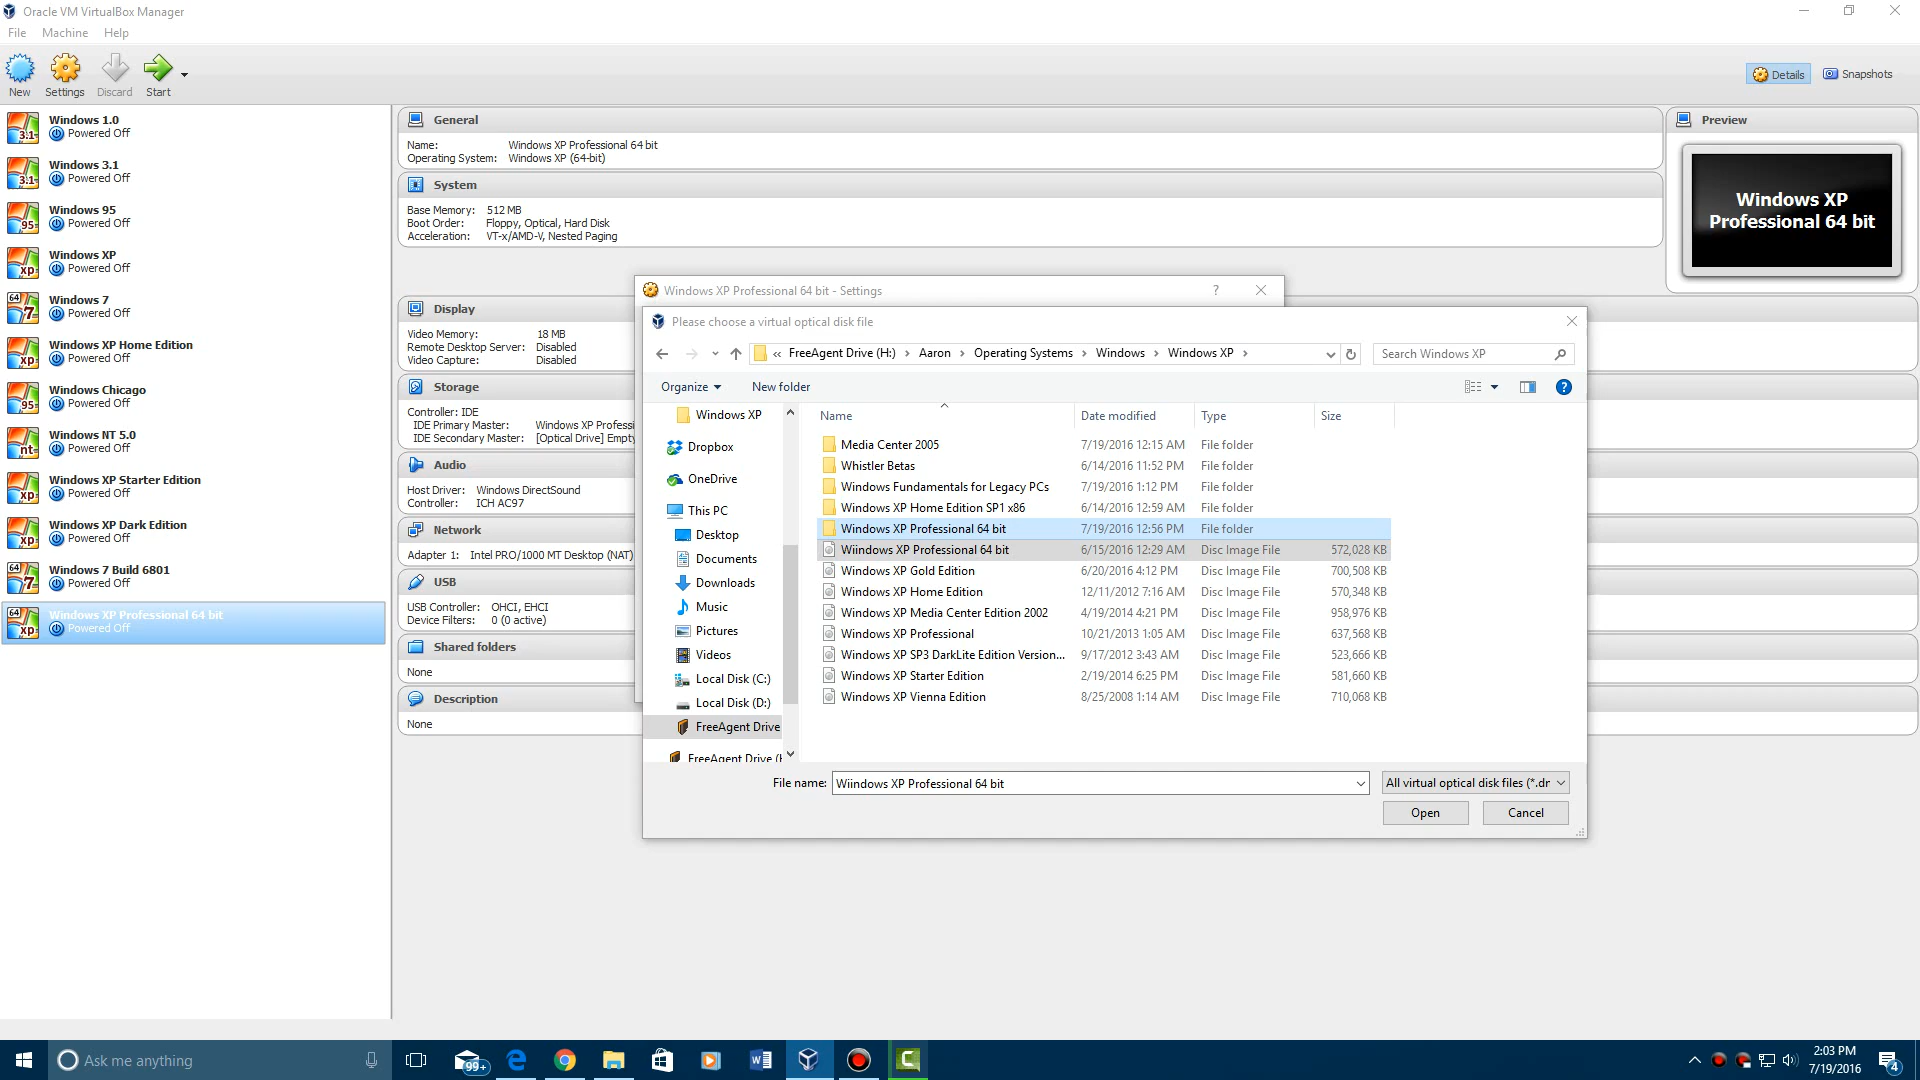 Oracle VM VirtualBox Manager
File Machine Help
New Settings Discard Start
Details Snapshots
Windows 1.0
Powered Off
Windows 3.1
Powered Off
Windows 95
Powered Off
Windows XP
Powered Off
Windows 7
Powered Off
Windows XP Home Edition
Powered Off
Windows Chicago
Powered Off
Windows NT 5.0
Powered Off
Windows XP Starter Edition
Powered Off
Windows XP Dark Edition
Powered Off
Windows 7 Build 6801
Powered Off
Windows XP Professional 64 bit
Powered Off
General
Name: Windows XP Professional 64 bit
Operating System: Windows XP (64-bit)
System
Base Memory: 512 MB
Boot Order: Floppy, Optical, Hard Disk
Acceleration: VT-x/AMD-V, Nested Paging
Preview
Windows XP
Professional 64 bit
Display
Video Memory: 18 MB
Remote Desktop Server: Disabled
Video Capture: Disabled
Storage
Controller: IDE
IDE Primary Master: Windows XP Professi
IDE Secondary Master: [Optical Drive] Empty
Audio
Host Driver: Windows DirectSound
Controller: ICH AC97
Network
Adapter 1: Intel PRO/1000 MT Desktop (NAT)
USB
USB Controller: OHCI, EHCI
Device Filters: 0 (0 active)
Shared folders
None
Description
None
Windows XP Professional 64 bit - Settings
Please choose a virtual optical disk file
« FreeAgent Drive (H:) › Aaron › Operating Systems › Windows › Windows XP ›
Search Windows XP
Organize New folder
Windows XP
Dropbox
OneDrive
This PC
Desktop
Documents
Downloads
Music
Pictures
Videos
Local Disk (C:)
Local Disk (D:)
FreeAgent Drive
FreeAgent Drive (H
Name Date modified Type Size
Media Center 2005 7/19/2016 12:15 AM File folder
Whistler Betas 6/14/2016 11:52 PM File folder
Windows Fundamentals for Legacy PCs 7/19/2016 1:12 PM File folder
Windows XP Home Edition SP1 x86 6/14/2016 12:59 AM File folder
Windows XP Professional 64 bit 7/19/2016 12:56 PM File folder
Wiindows XP Professional 64 bit 6/15/2016 12:29 AM Disc Image File 572,028 KB
Windows XP Gold Edition 6/20/2016 4:12 PM Disc Image File 700,508 KB
Windows XP Home Edition 12/11/2012 7:16 AM Disc Image File 570,348 KB
Windows XP Media Center Edition 2002 4/19/2014 4:21 PM Disc Image File 958,976 KB
Windows XP Professional 10/21/2013 1:05 AM Disc Image File 637,568 KB
Windows XP SP3 DarkLite Edition Version... 9/17/2012 3:43 AM Disc Image File 523,666 KB
Windows XP Starter Edition 2/19/2014 6:25 PM Disc Image File 581,660 KB
Windows XP Vienna Edition 8/25/2008 1:14 AM Disc Image File 710,068 KB
File name: Wiindows XP Professional 64 bit
All virtual optical disk files (*.dr
Open Cancel
Ask me anything
99+
2:03 PM
7/19/2016
4